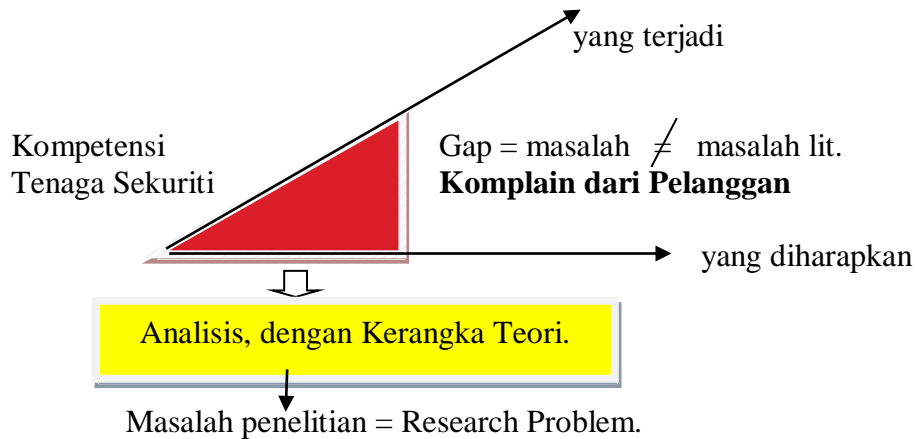 yang terjadi
Kompetensi
Tenaga Sekuriti
Gap = masalah ≠ masalah lit.
Komplain dari Pelanggan
yang diharapkan
Analisis, dengan Kerangka Teori.
Masalah penelitian = Research Problem.